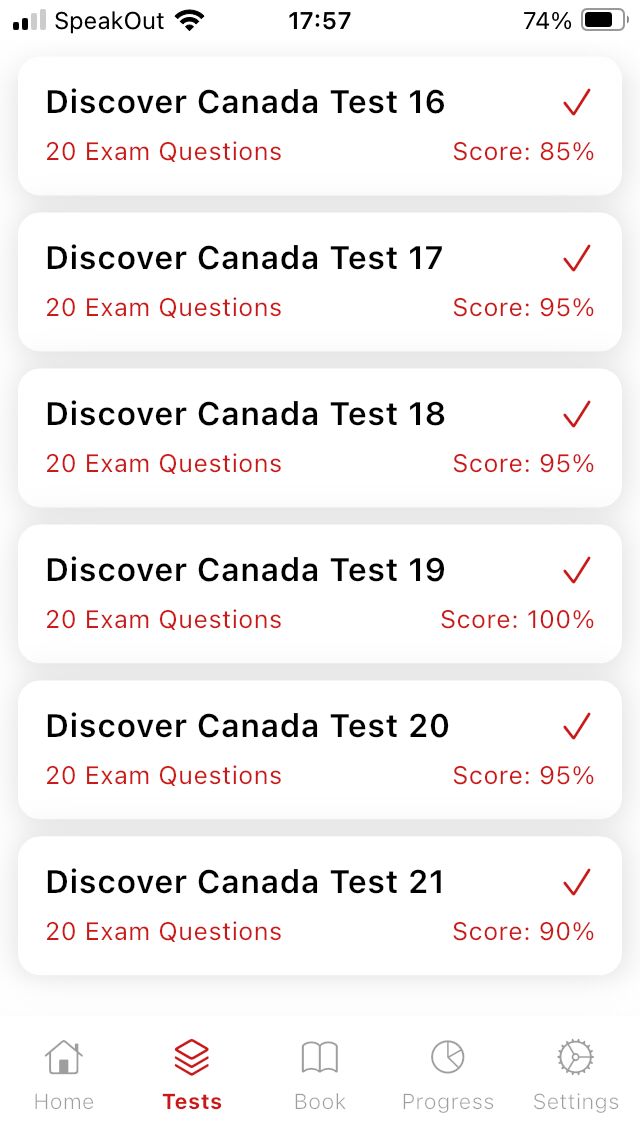 SpeakOut 17:57 74%
Discover Canada Test 16
20 Exam Questions Score: 85%
Discover Canada Test 17
20 Exam Questions Score: 95%
Discover Canada Test 18
20 Exam Questions Score: 95%
Discover Canada Test 19
20 Exam Questions Score: 100%
Discover Canada Test 20
20 Exam Questions Score: 95%
Discover Canada Test 21
20 Exam Questions Score: 90%
Home Tests Book Progress Settings